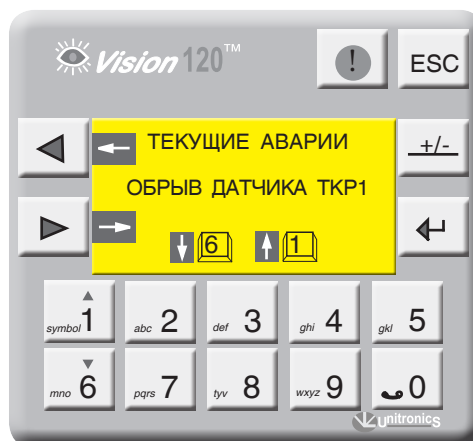 Vision 120™
!
ESC
ТЕКУЩИЕ АВАРИИ
+/-
ОБРЫВ ДАТЧИКА ТКР1
6 1
symbol 1 abc 2 def 3 ghi 4 gkl 5
mno 6 pqrs 7 tyv 8 wxyz 9 0
unitronics